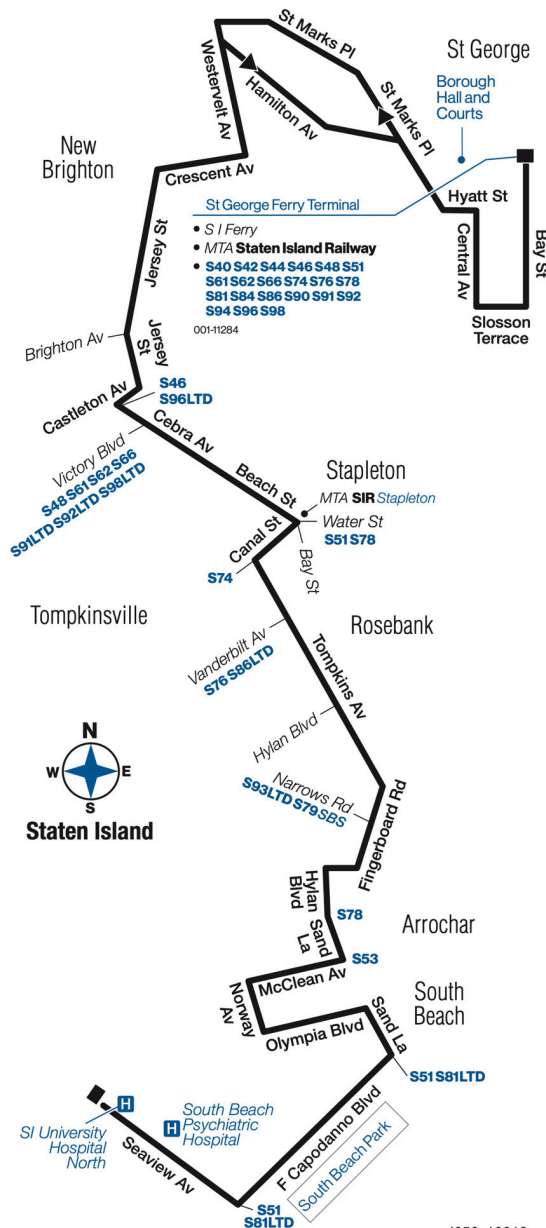 St Marks Pl
St George
Westervelt Av
Hamilton Av
St Marks Pl
Borough
Hall and
Courts
New
Brighton
Crescent Av
Hyatt St
St George Ferry Terminal
• S I Ferry
• MTA Staten Island Railway
• S40 S42 S44 S46 S48 S51
S61 S62 S66 S74 S76 S78
S81 S84 S86 S90 S91 S92
S94 S96 S98
001-11284
Central Av
Bay St
Slosson
Terrace
Jersey St
Brighton Av
Jersey
St
Castleton Av
S46
S96LTD
Cebra Av
Victory Blvd
S48 S61 S62 S66
S91LTD S92LTD S98LTD
Beach St
Stapleton
MTA SIR Stapleton
Water St
S51 S78
Canal St
Bay St
S74
Tompkinsville
Rosebank
Vanderbilt Av
S76 S86LTD
Tompkins Av
Hylan Blvd
N
W E
S
Staten Island
Narrows Rd
S93LTD S79SBS
Fingerboard Rd
Hylan
Blvd
S78
Sand
La
Arrochar
S53
McClean Av
Norway
Av
South
Beach
Olympia Blvd
Sand La
S51 S81LTD
H
SI University
Hospital
North
H
South Beach
Psychiatric
Hospital
Seaview Av
F Capodanno Blvd
South Beach Park
S51
S81LTD